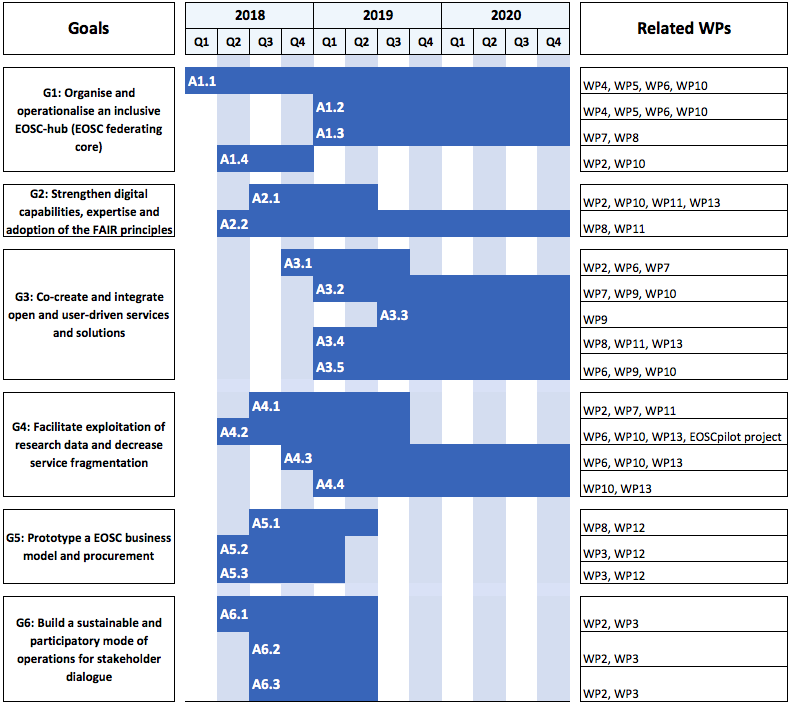 Goals
2018 2019 2020
Related WPs
Q1 Q2 Q3 Q4 Q1 Q2 Q3 Q4 Q1 Q2 Q3 Q4
G1: Organise and
operationalise an inclusive
EOSC-hub (EOSC federating
core)
A1.1
WP4, WP5, WP6, WP10
A1.2
WP4, WP5, WP6, WP10
A1.3
WP7, WP8
A1.4
WP2, WP10
G2: Strengthen digital
capabilities, expertise and
adoption of the FAIR principles
A2.1
WP2, WP10, WP11, WP13
A2.2
WP8, WP11
G3: Co-create and integrate
open and user-driven services
and solutions
A3.1
WP2, WP6, WP7
A3.2
WP7, WP9, WP10
A3.3
WP9
A3.4
WP8, WP11, WP13
A3.5
WP6, WP9, WP10
G4: Facilitate exploitation of
research data and decrease
service fragmentation
A4.1
WP2, WP7, WP11
A4.2
WP6, WP10, WP13, EOSCpilot project
A4.3
WP6, WP10, WP13
A4.4
WP10, WP13
G5: Prototype a EOSC business
model and procurement
A5.1
WP8, WP12
A5.2
WP3, WP12
A5.3
WP3, WP12
G6: Build a sustainable and
participatory mode of
operations for stakeholder
dialogue
A6.1
WP2, WP3
A6.2
WP2, WP3
A6.3
WP2, WP3